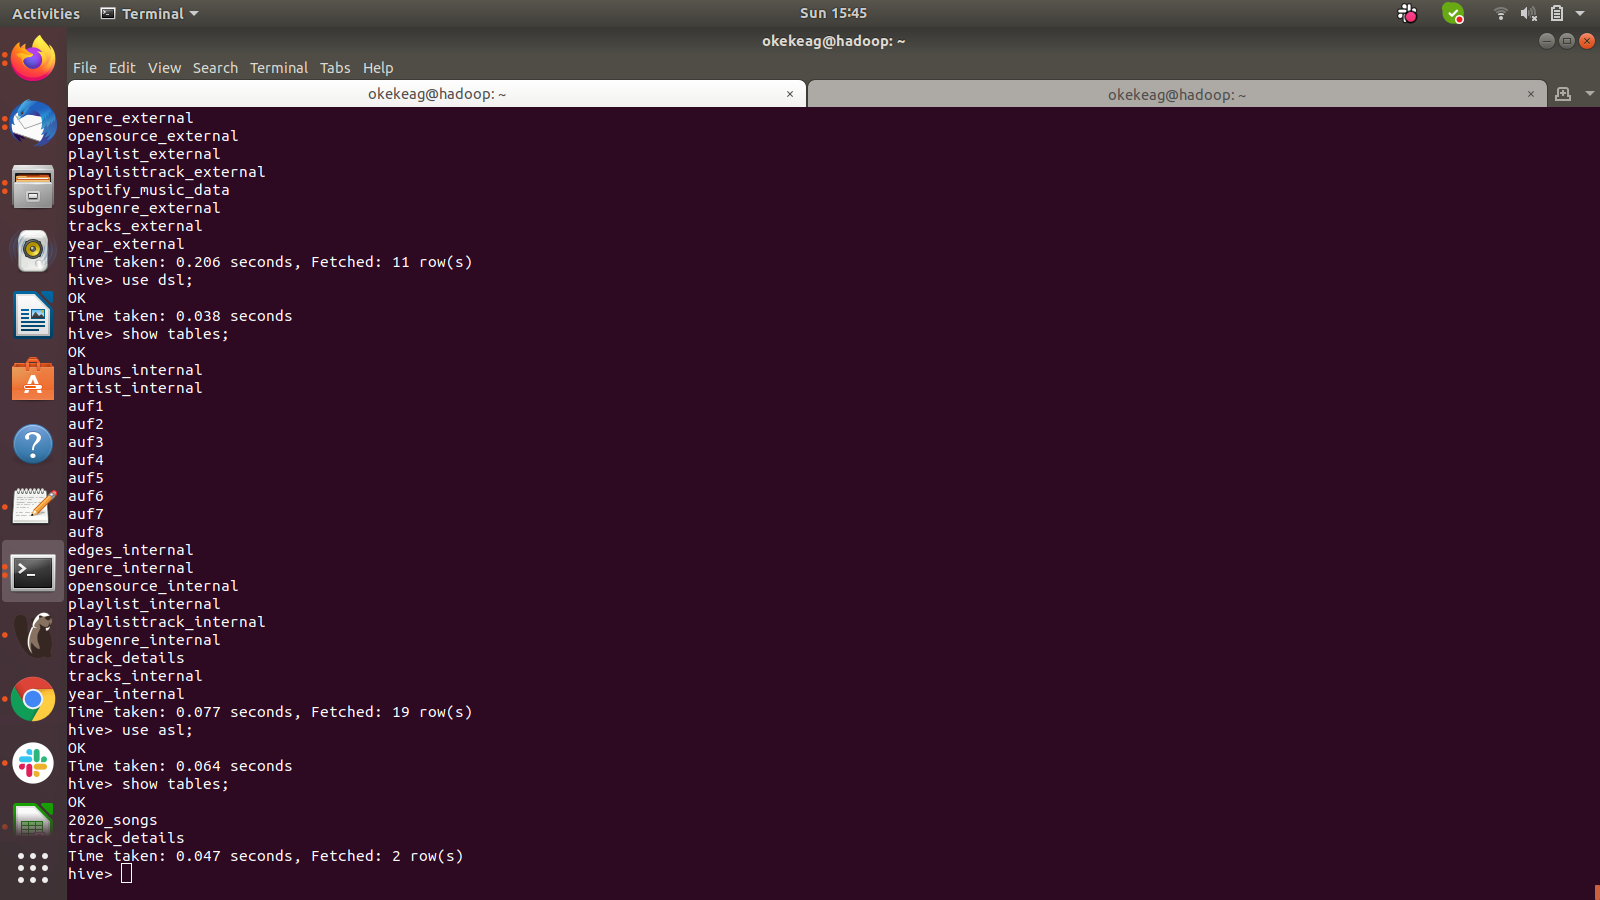 Activities
Terminal
Sun 15:45
okekeag@hadoop: ~
File Edit View Search Terminal Tabs Help
okekeag@hadoop: ~
okekeag@hadoop: ~
genre_external
opensource_external
playlist_external
playlisttrack_external
spotify_music_data
subgenre_external
tracks_external
year_external
Time taken: 0.206 seconds, Fetched: 11 row(s)
hive> use dsl;
OK
Time taken: 0.038 seconds
hive> show tables;
OK
albums_internal
artist_internal
auf1
auf2
auf3
auf4
auf5
auf6
auf7
auf8
edges_internal
genre_internal
opensource_internal
playlist_internal
playlisttrack_internal
subgenre_internal
track_details
tracks_internal
year_internal
Time taken: 0.077 seconds, Fetched: 19 row(s)
hive> use asl;
OK
Time taken: 0.064 seconds
hive> show tables;
OK
2020_songs
track_details
Time taken: 0.047 seconds, Fetched: 2 row(s)
hive>